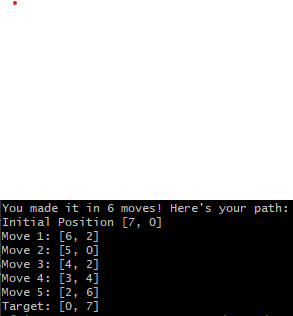 You made it in 6 moves! Here's your path:
Initial Position [7, 0]
Move 1: [6, 2]
Move 2: [5, 0]
Move 3: [4, 2]
Move 4: [3, 4]
Move 5: [2, 6]
Target: [0, 7]